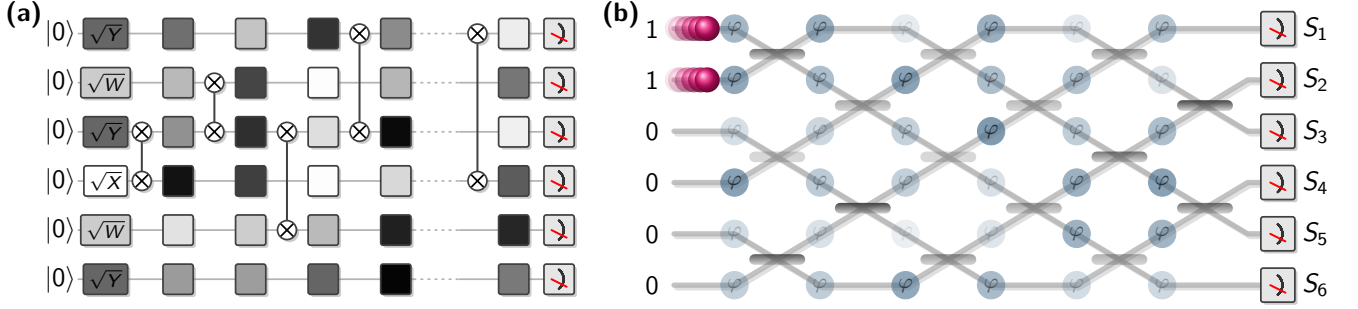 (a)
|0⟩ √Y
|0⟩ √W
|0⟩ √Y
|0⟩ √X
|0⟩ √W
|0⟩ √Y
(b)
1 φ φ φ φ φ φ S₁
1 φ φ φ φ φ φ S₂
0 φ φ φ φ φ φ S₃
0 φ φ φ φ φ φ S₄
0 φ φ φ φ φ φ S₅
0 φ φ φ φ φ φ S₆